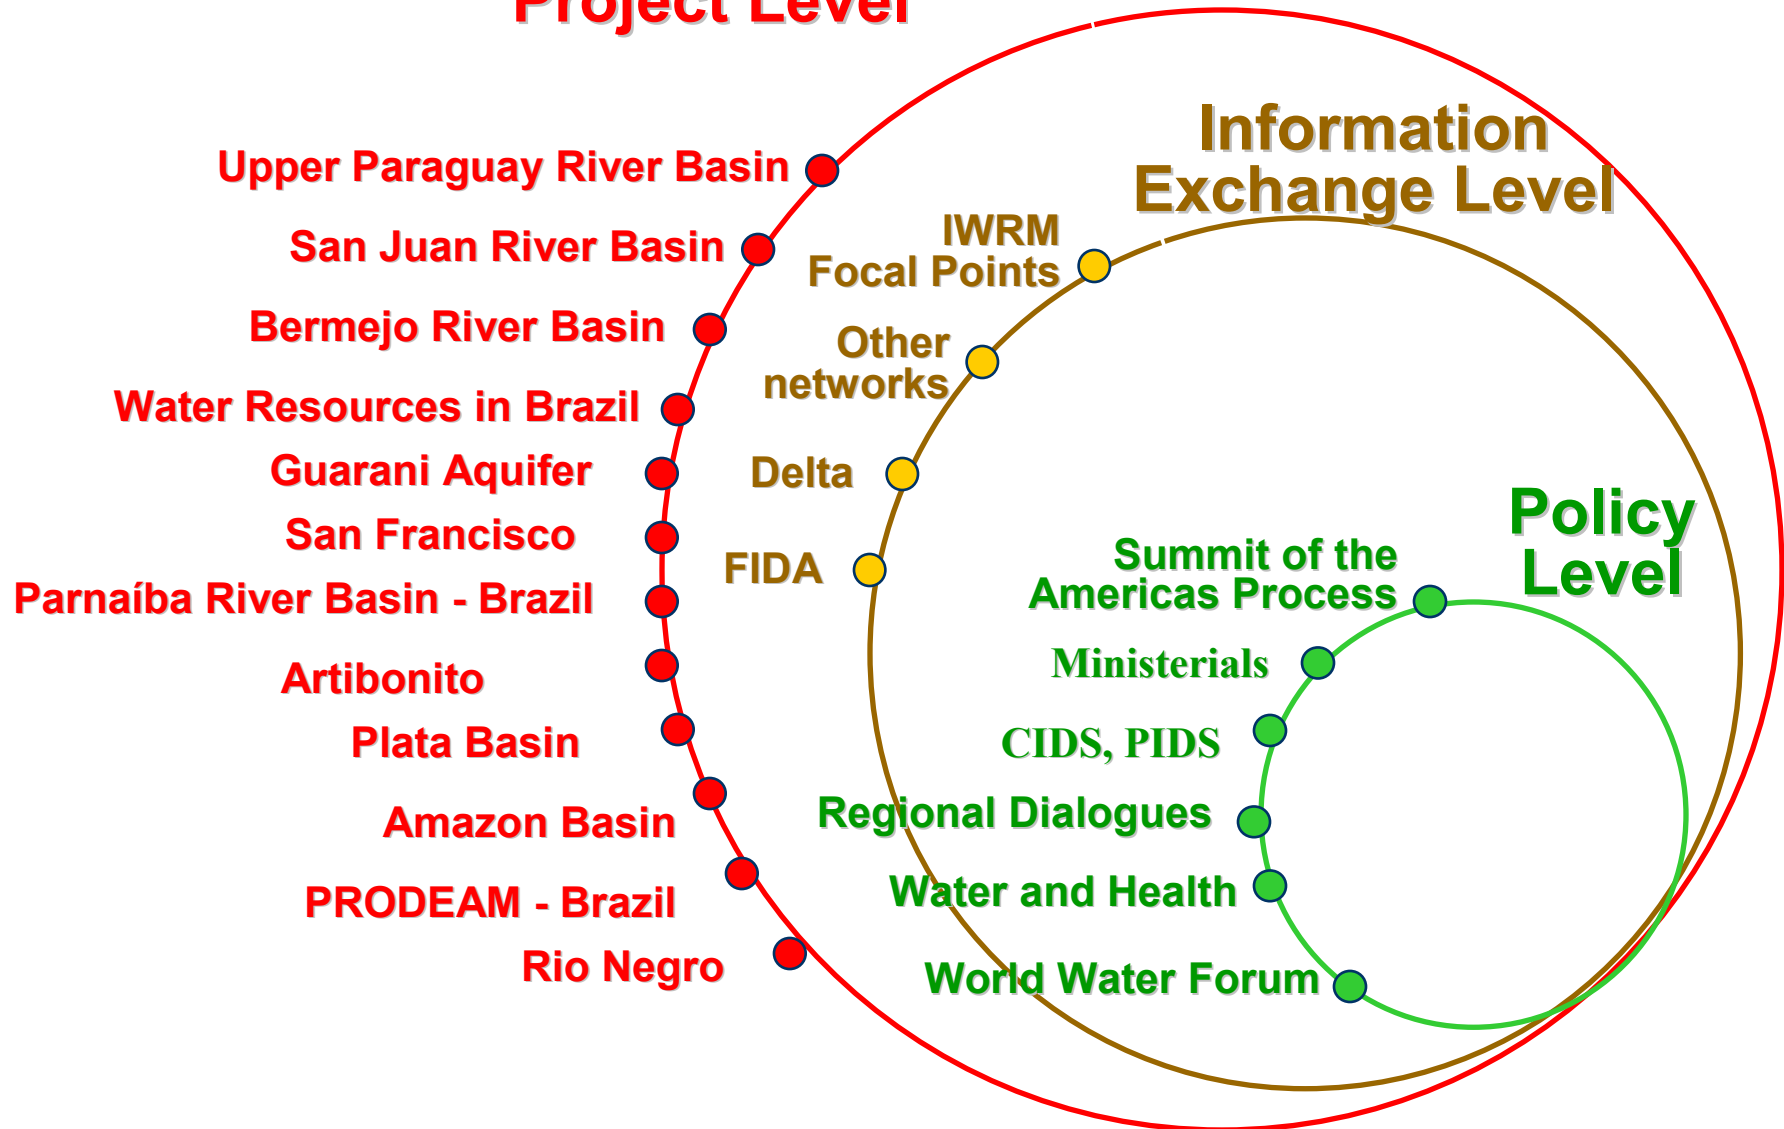 Project Level
Information
Exchange Level
Upper Paraguay River Basin
San Juan River Basin
Bermejo River Basin
Water Resources in Brazil
Guarani Aquifer
San Francisco
Parnaíba River Basin - Brazil
Artibonito
Plata Basin
Amazon Basin
PRODEAM - Brazil
Rio Negro
IWRM
Focal Points
Other
networks
Delta
FIDA
Policy
Level
Summit of the
Americas Process
Ministerials
CIDS, PIDS
Regional Dialogues
Water and Health
World Water Forum